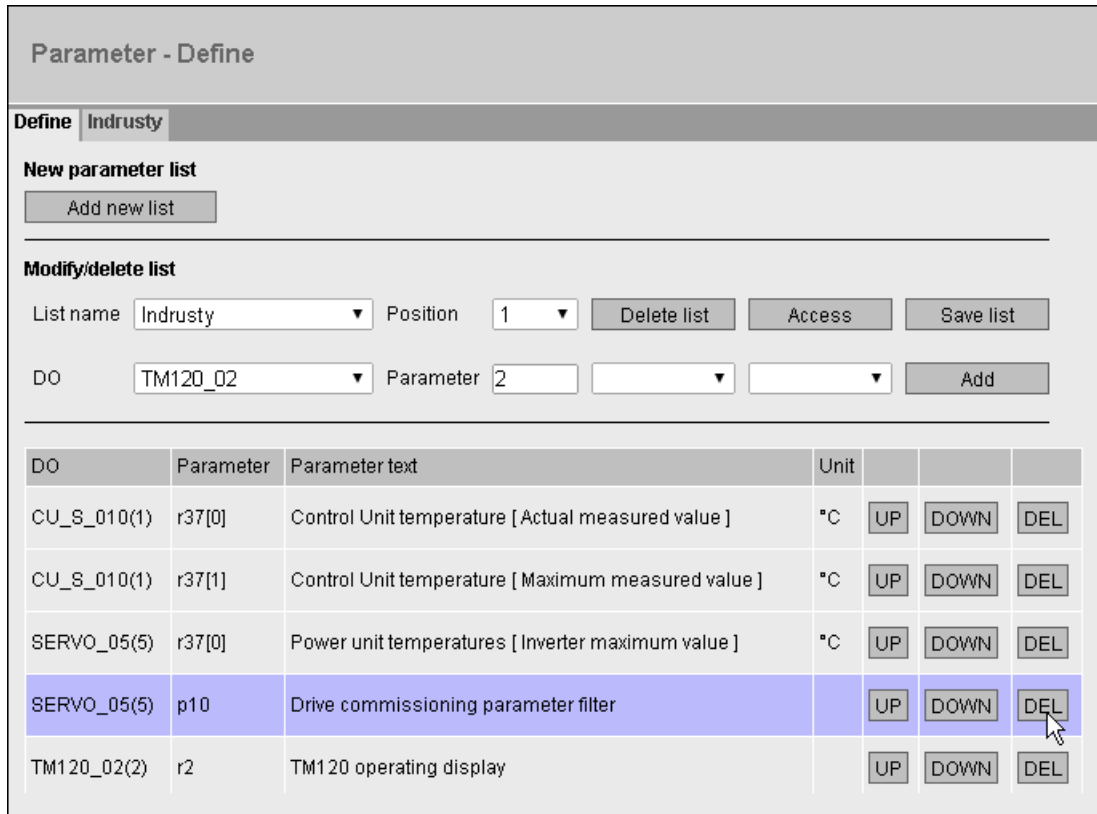 Parameter - Define
Define Indrusty
New parameter list
Add new list
Modify/delete list
List name Indrusty Position 1 Delete list Access Save list
DO TM120_02 Parameter 2 Add
DO Parameter Parameter text Unit
CU_S_010(1) r37[0] Control Unit temperature [ Actual measured value ] °C UP DOWN DEL
CU_S_010(1) r37[1] Control Unit temperature [ Maximum measured value ] °C UP DOWN DEL
SERVO_05(5) r37[0] Power unit temperatures [ Inverter maximum value ] °C UP DOWN DEL
SERVO_05(5) p10 Drive commissioning parameter filter UP DOWN DEL
TM120_02(2) r2 TM120 operating display UP DOWN DEL